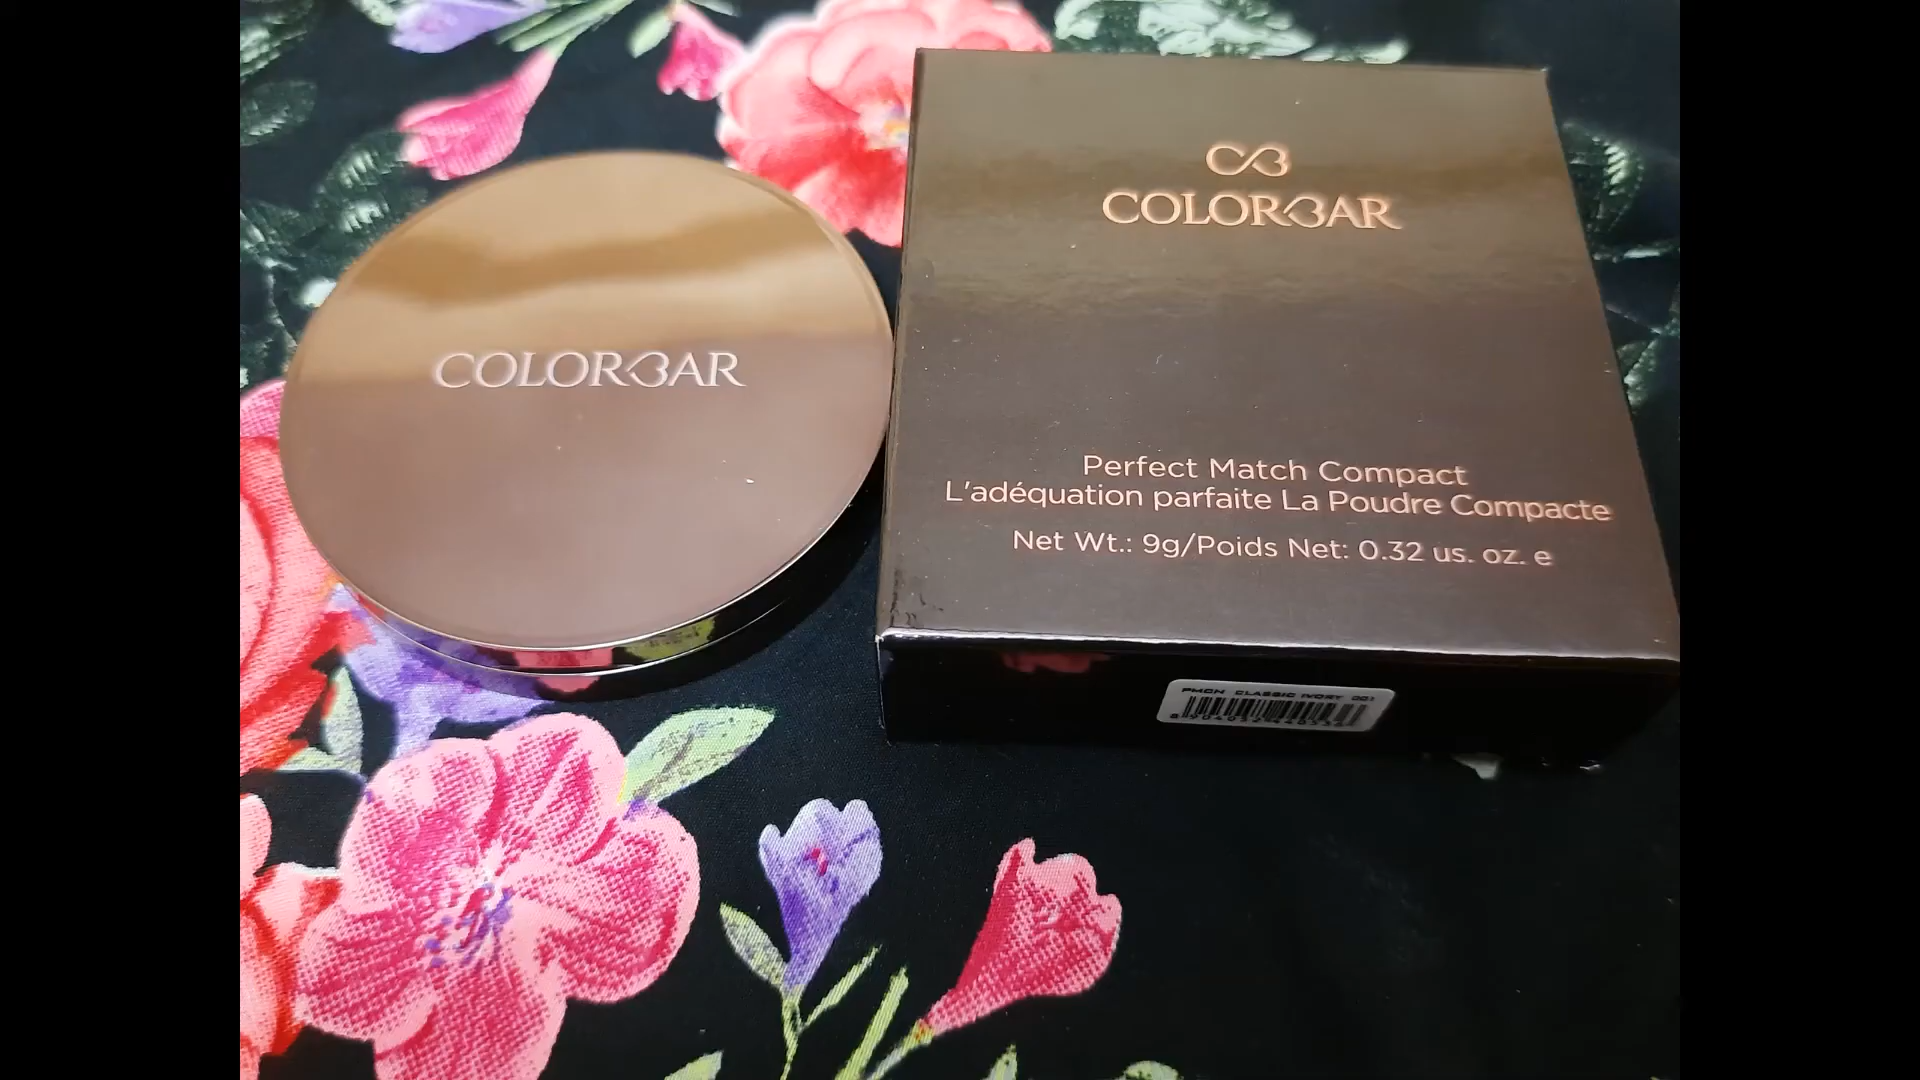 COLORBAR
CB
COLORBAR
Perfect Match Compact
L'adéquation parfaite La Poudre Compacte
Net Wt.: 9g/Poids Net: 0.32 us. oz. e
PMCN CLASSIC IVORY 001